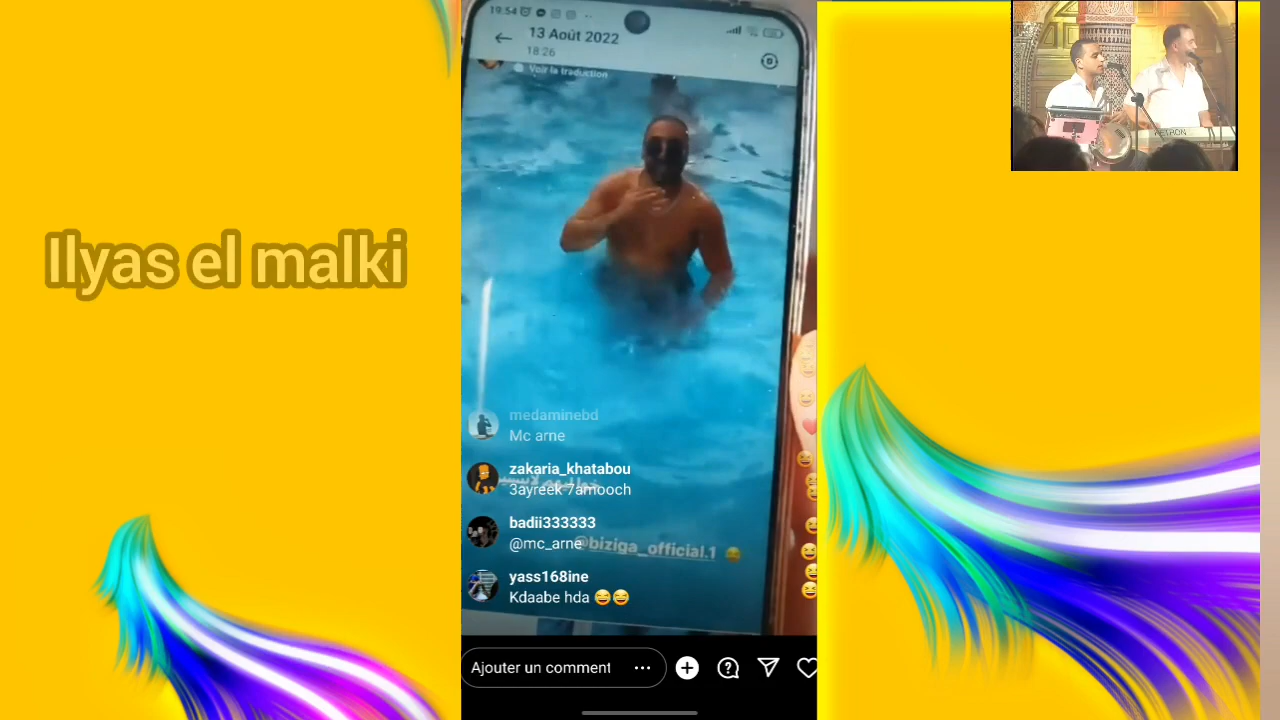 Ilyas el malki
19.54
13 Août 2022
18:26
Voir la traduction
medaminebd
Mc arne
zakaria_khatabou
3ayreek 7amooch
badii333333
@mc_arne
@biziga_official.1 😄
yass168ine
Kdaabe hda 😆😆
Ajouter un comment
KETRON